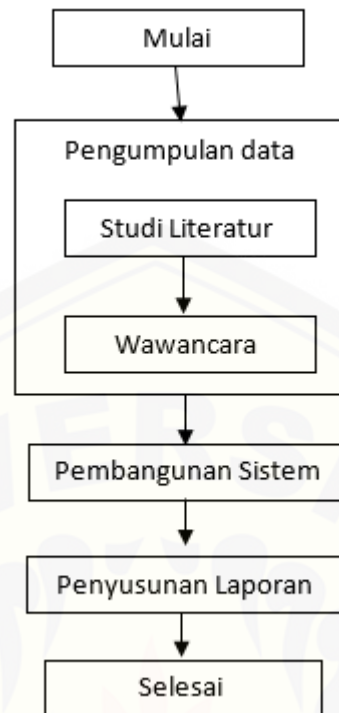 Mulai
Pengumpulan data
Studi Literatur
Wawancara
Pembangunan Sistem
Penyusunan Laporan
Selesai